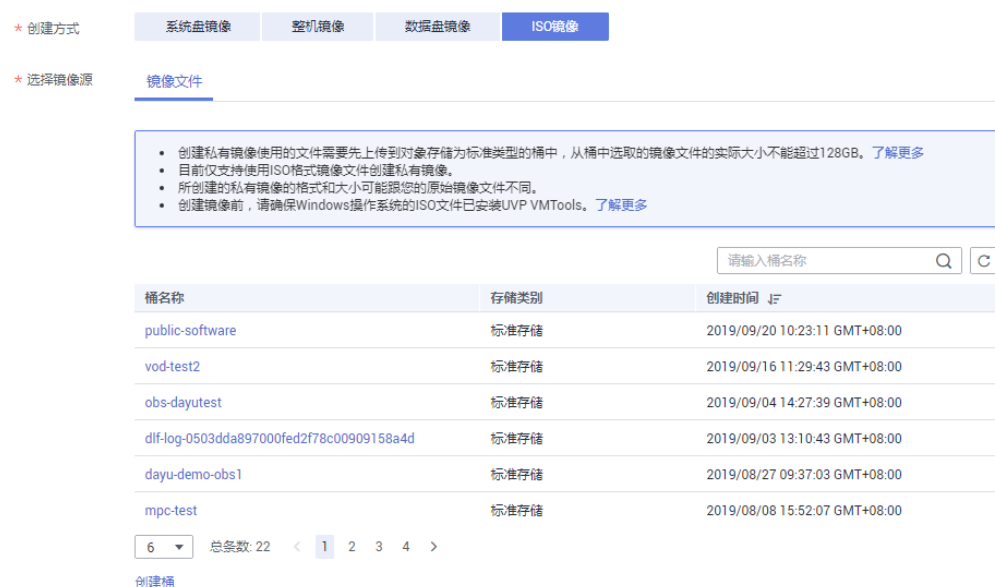 * 创建方式 系统盘镜像 整机镜像 数据盘镜像 ISO镜像
* 选择镜像源 镜像文件
• 创建私有镜像使用的文件需要先上传到对象存储为标准类型的桶中，从桶中选取的镜像文件的实际大小不能超过128GB。了解更多
• 目前仅支持使用ISO格式镜像文件创建私有镜像。
• 所创建的私有镜像的格式和大小可能跟您的原始镜像文件不同。
• 创建镜像前，请确保Windows操作系统的ISO文件已安装UVP VMTools。了解更多
请输入桶名称
桶名称 存储类别 创建时间
public-software 标准存储 2019/09/20 10:23:11 GMT+08:00
vod-test2 标准存储 2019/09/16 11:29:43 GMT+08:00
obs-dayutest 标准存储 2019/09/04 14:27:39 GMT+08:00
dlf-log-0503dda897000fed2f78c00909158a4d 标准存储 2019/09/03 13:10:43 GMT+08:00
dayu-demo-obs1 标准存储 2019/08/27 09:37:03 GMT+08:00
mpc-test 标准存储 2019/08/08 15:52:07 GMT+08:00
6 总条数: 22 < 1 2 3 4 >
创建桶